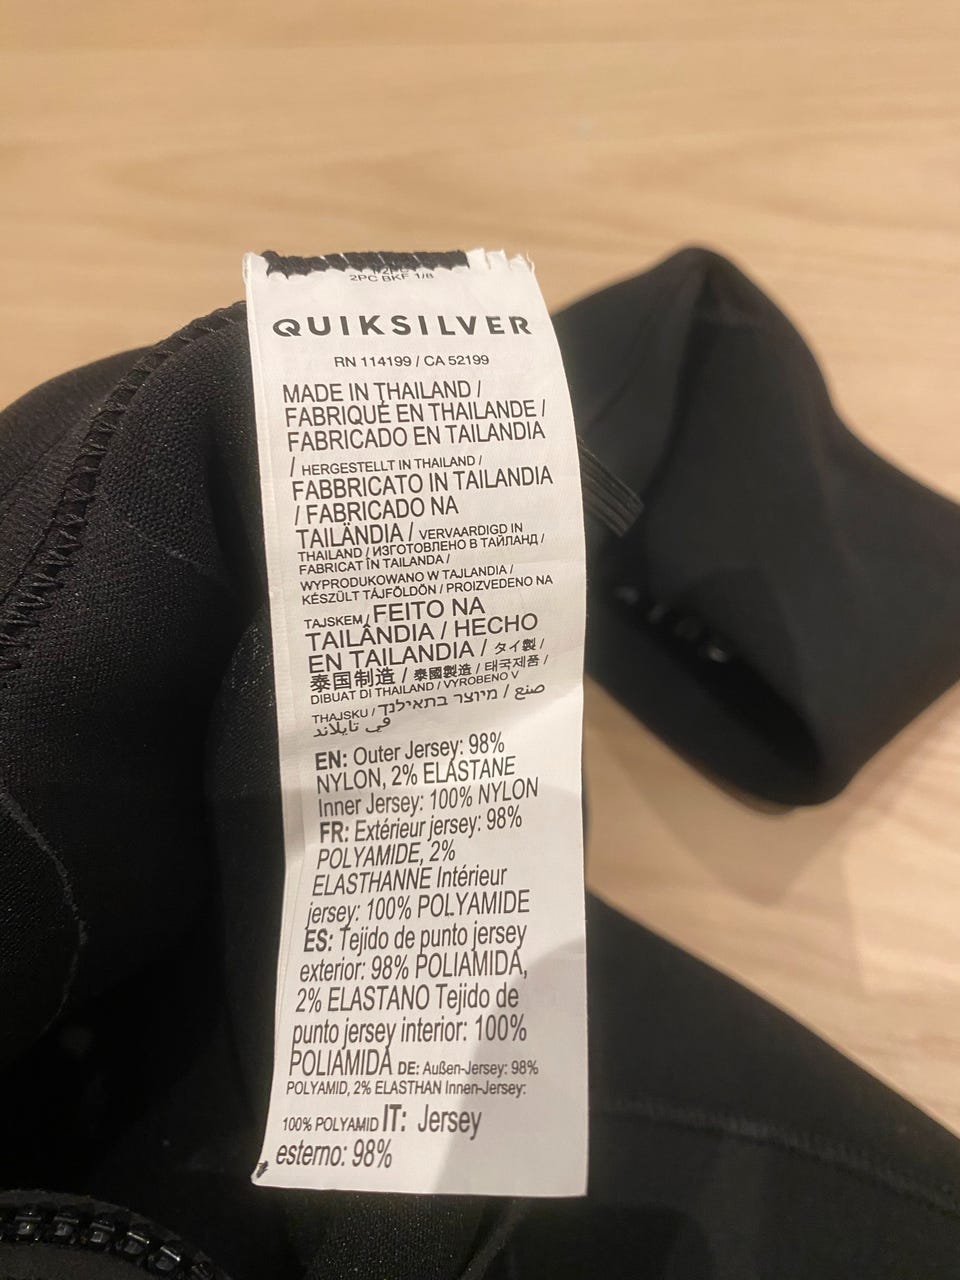 2PC BKF 1/8
QUIKSILVER
RN 114199 / CA 52199
MADE IN THAILAND /
FABRIQUÉ EN THAILANDE /
FABRICADO EN TAILANDIA
/ HERGESTELLT IN THAILAND /
FABBRICATO IN TAILANDIA
/ FABRICADO NA
TAILÄNDIA / VERVAARDIGD IN
THAILAND / ИЗГОТОВЛЕНО В ТАЙЛАНД /
FABRICAT ÎN TAILANDA /
WYPRODUKOWANO W TAJLANDIA /
KÉSZÜLT TÁJFÖLDÖN / PROIZVEDENO NA
TAJSKEM / FEITO NA
TAILÂNDIA / HECHO
EN TAILANDIA / タイ製 /
泰国制造 / 泰國製造 / 태국제품 /
DIBUAT DI THAILAND / VYROBENO V
THAJSKU / מיוצר בתאילנד / صنع
في تايلاند
EN: Outer Jersey: 98%
NYLON, 2% ELASTANE
Inner Jersey: 100% NYLON
FR: Extérieur jersey: 98%
POLYAMIDE, 2%
ELASTHANNE Intérieur
jersey: 100% POLYAMIDE
ES: Tejido de punto jersey
exterior: 98% POLIAMIDA,
2% ELASTANO Tejido de
punto jersey interior: 100%
POLIAMIDA DE: Außen-Jersey: 98%
POLYAMID, 2% ELASTHAN Innen-Jersey:
100% POLYAMID IT: Jersey
esterno: 98%